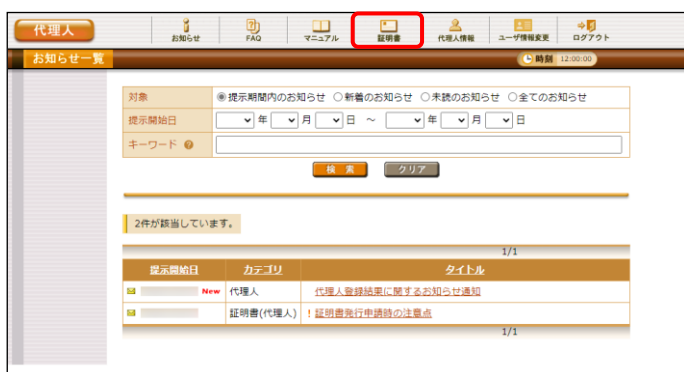 代理人
お知らせ
FAQ
マニュアル
証明書
代理人情報
ユーザ情報変更
ログアウト
お知らせ一覧
時刻 12:00:00
対象 提示期間内のお知らせ 新着のお知らせ 未読のお知らせ 全てのお知らせ
提示開始日 年 月 日 ～ 年 月 日
キーワード ?
検 索 クリア
2件が該当しています。
1/1
提示開始日 カテゴリ タイトル
New 代理人 代理人登録結果に関するお知らせ通知
証明書(代理人) ! 証明書発行申請時の注意点
1/1